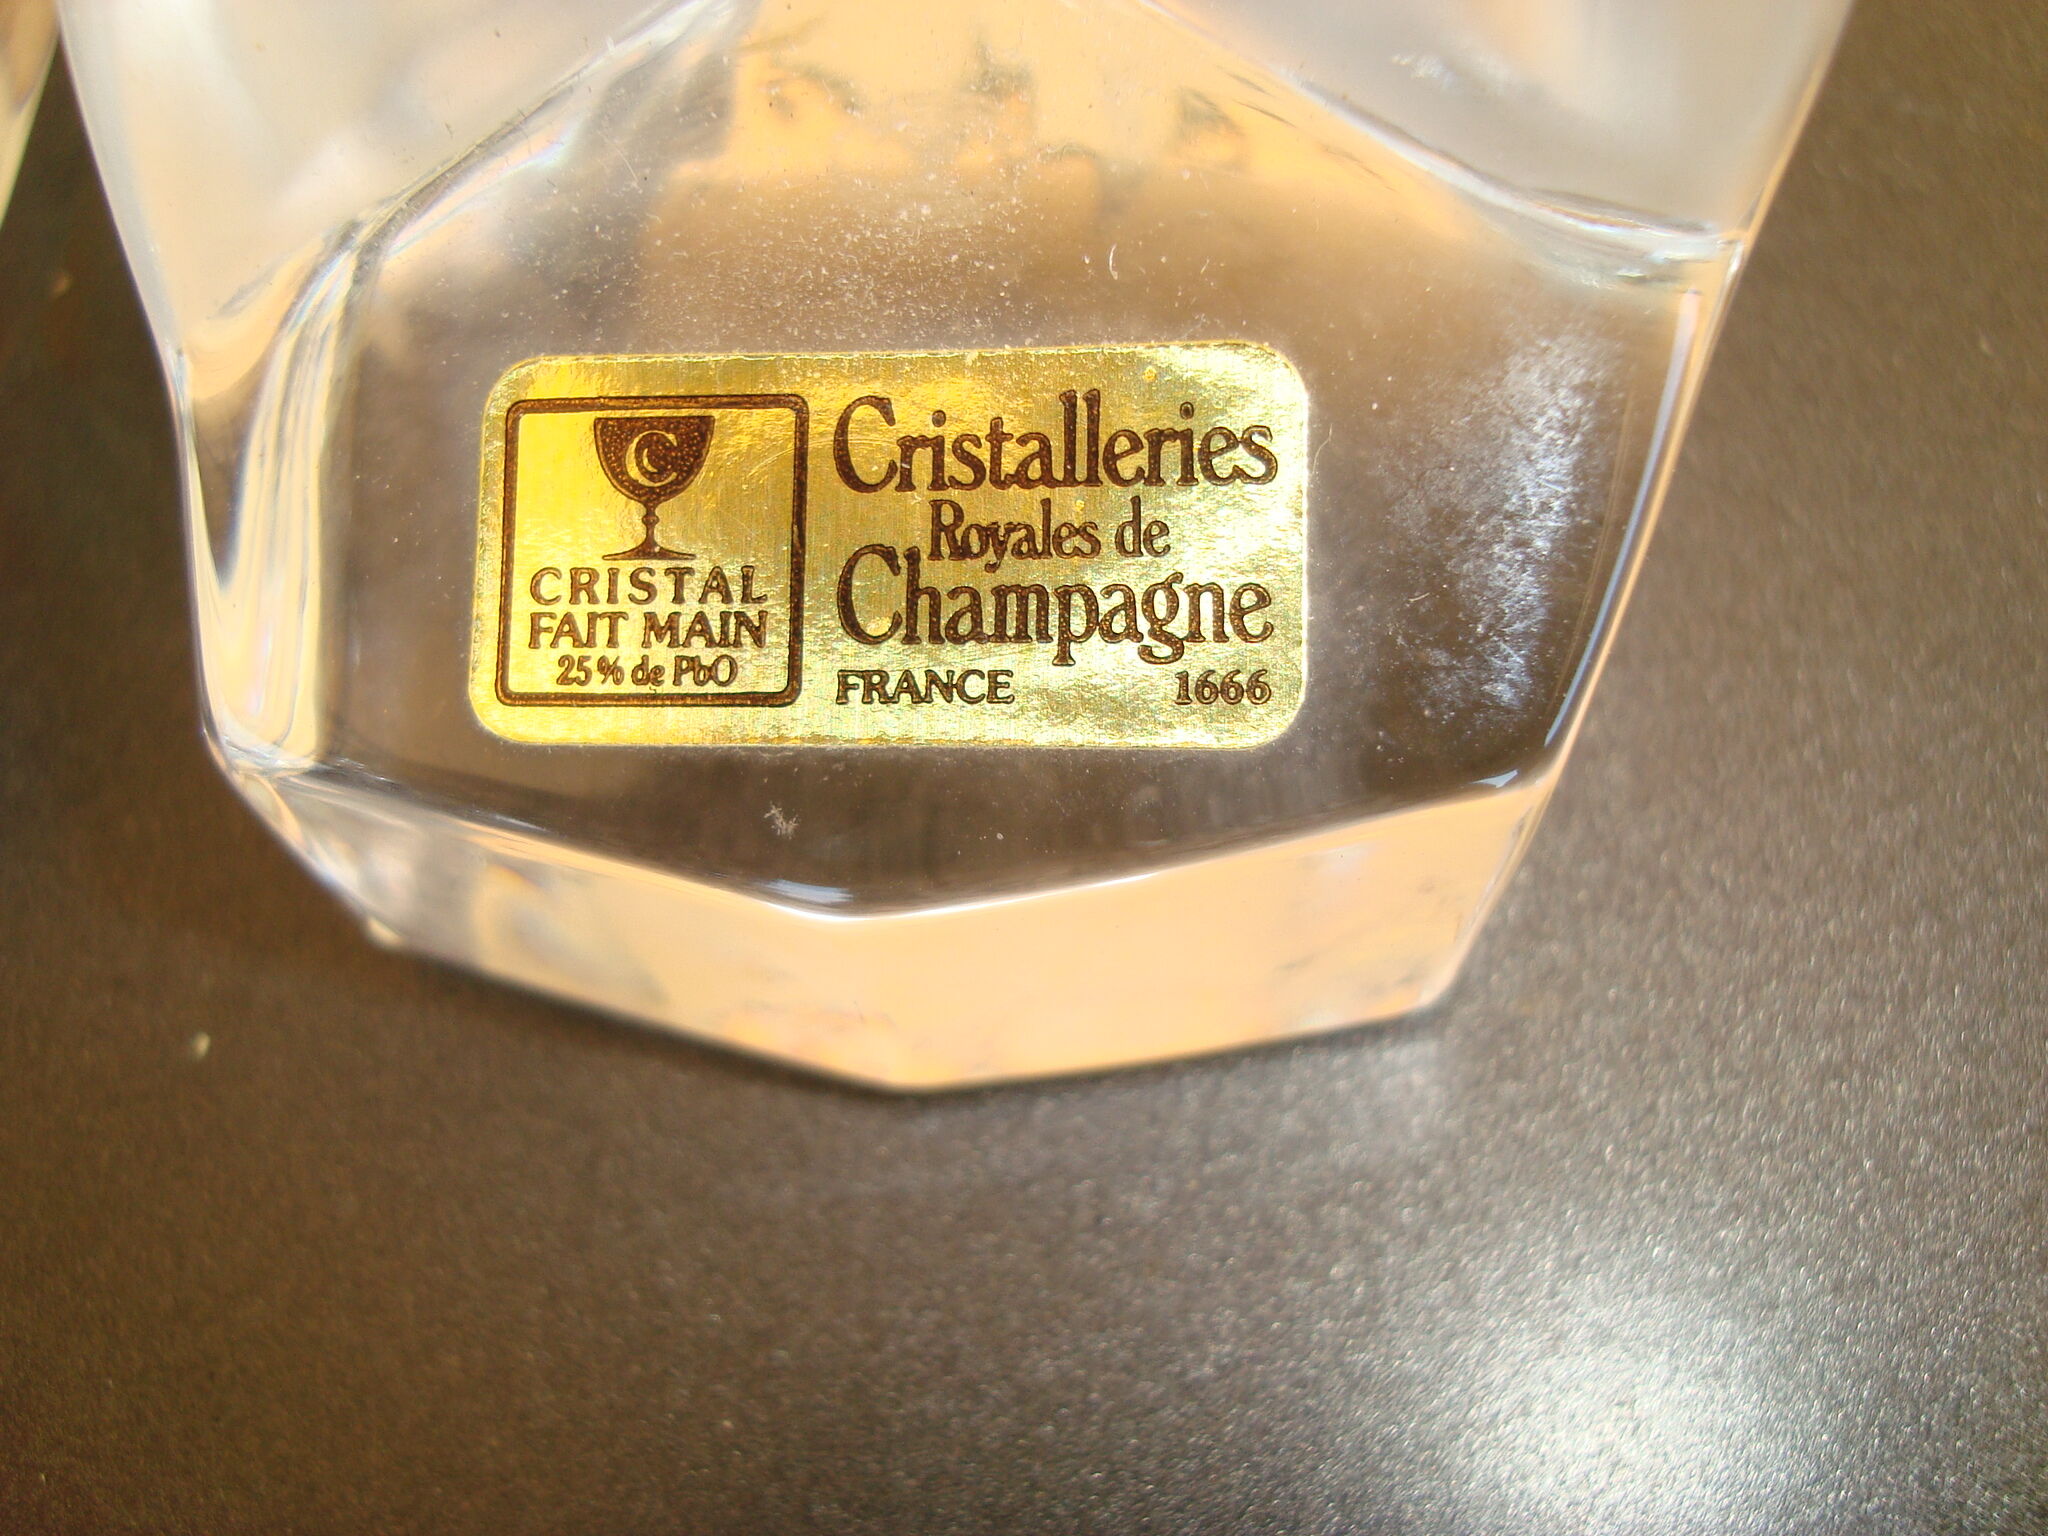 C
CRISTAL
FAIT MAIN
25% de PbO
Cristalleries
Royales de
Champagne
FRANCE 1666